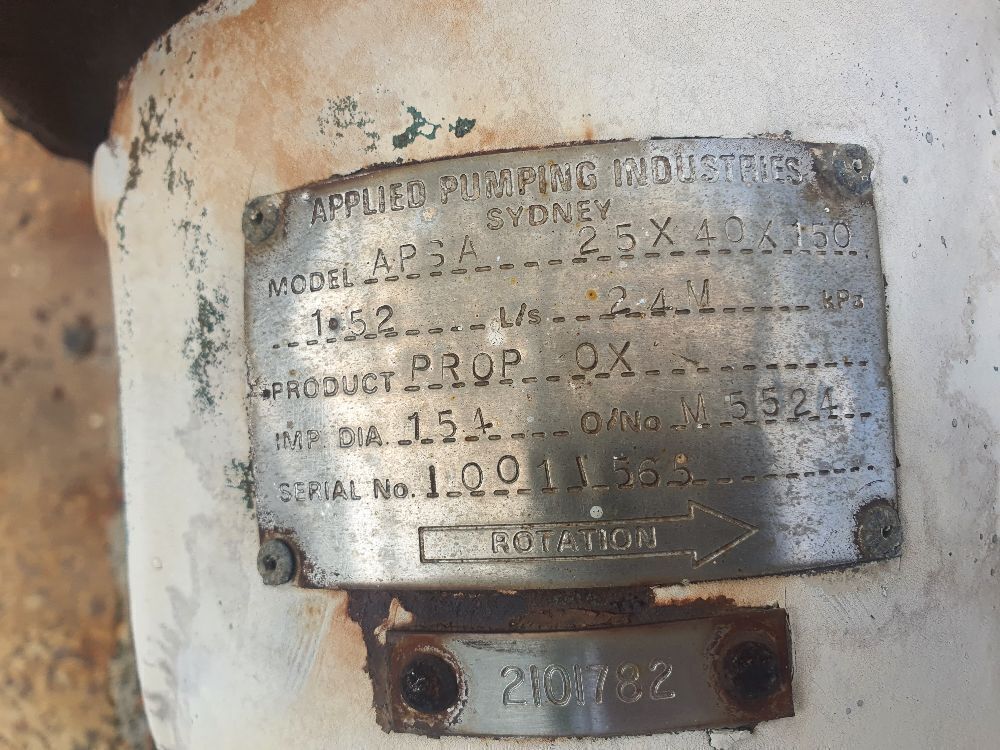 APPLIED PUMPING INDUSTRIES
SYDNEY
MODEL APSA 25X40X150
1.52 L/s 24M kPa
PRODUCT PROP OX
IMP. DIA. 154 O/No M5524
SERIAL No. 10011565
ROTATION
2101782